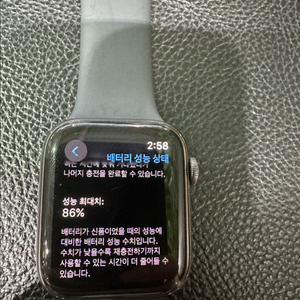 2:58
배터리 성능 상태
나머지 충전을 완료할 수 있습니다.
성능 최대치:
86%
배터리가 신품이었을 때의 성능에
대비한 배터리 성능 수치입니다.
수치가 낮을수록 재충전하기까지
사용할 수 있는 시간이 더 줄어들 수
있습니다.